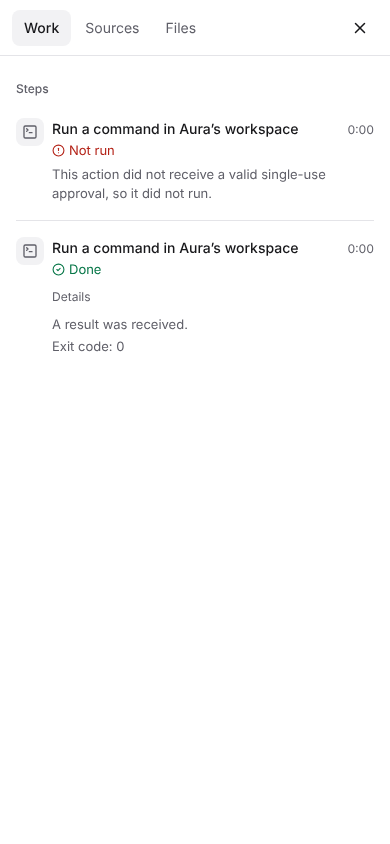 Work
Sources
Files
Steps
Run a command in Aura’s workspace
0:00
Not run
This action did not receive a valid single-use
approval, so it did not run.
Run a command in Aura’s workspace
0:00
Done
Details
A result was received.
Exit code: 0